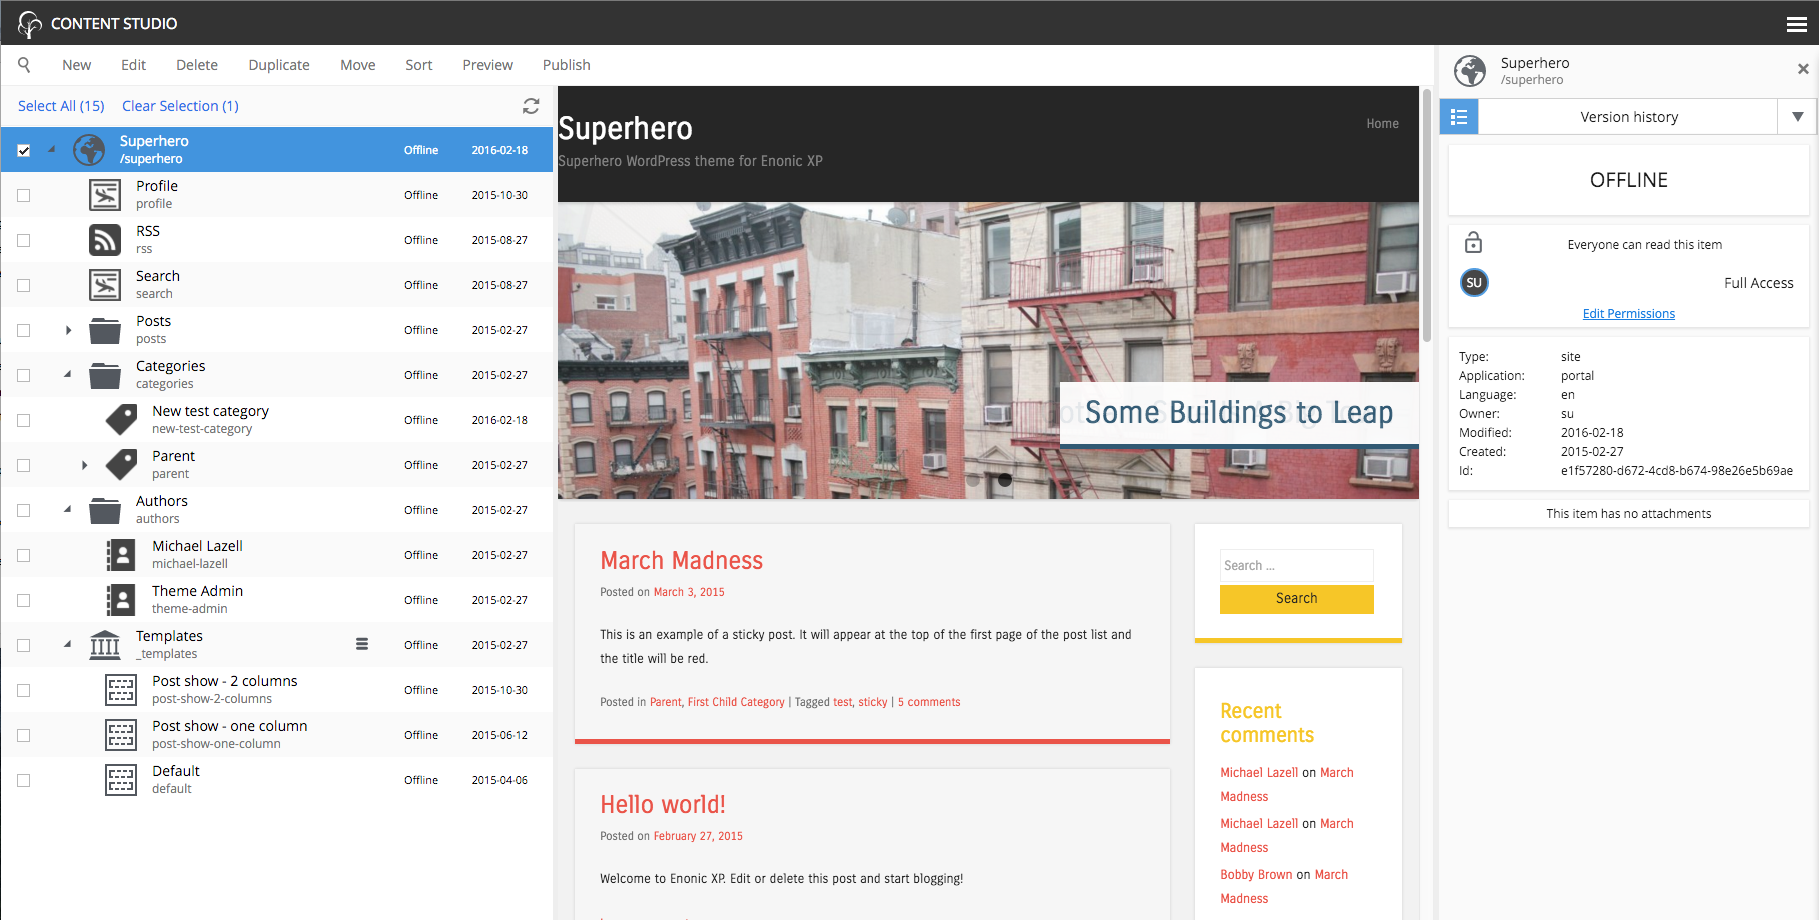 CONTENT STUDIO
New Edit Delete Duplicate Move Sort Preview Publish
Select All (15) Clear Selection (1)
Superhero
/superhero
Offline 2016-02-18
Profile
profile
Offline 2015-10-30
RSS
rss
Offline 2015-08-27
Search
search
Offline 2015-08-27
Posts
posts
Offline 2015-02-27
Categories
categories
Offline 2015-02-27
New test category
new-test-category
Offline 2016-02-18
Parent
parent
Offline 2015-02-27
Authors
authors
Offline 2015-02-27
Michael Lazell
michael-lazell
Offline 2015-02-27
Theme Admin
theme-admin
Offline 2015-02-27
Templates
_templates
Offline 2015-02-27
Post show - 2 columns
post-show-2-columns
Offline 2015-10-30
Post show - one column
post-show-one-column
Offline 2015-06-12
Default
default
Offline 2015-04-06
Superhero
Home
Superhero WordPress theme for Enonic XP
Some Buildings to Leap
March Madness
Posted on March 3, 2015
This is an example of a sticky post. It will appear at the top of the first page of the post list and
the title will be red.
Posted in Parent, First Child Category | Tagged test, sticky | 5 comments
Hello world!
Posted on February 27, 2015
Welcome to Enonic XP. Edit or delete this post and start blogging!
Search ...
Search
Recent
comments
Michael Lazell on March
Madness
Michael Lazell on March
Madness
Bobby Brown on March
Madness
Superhero
/superhero
Version history
OFFLINE
Everyone can read this item
SU Full Access
Edit Permissions
Type: site
Application: portal
Language: en
Owner: su
Modified: 2016-02-18
Created: 2015-02-27
Id: e1f57280-d672-4cd8-b674-98e26e5b69ae
This item has no attachments